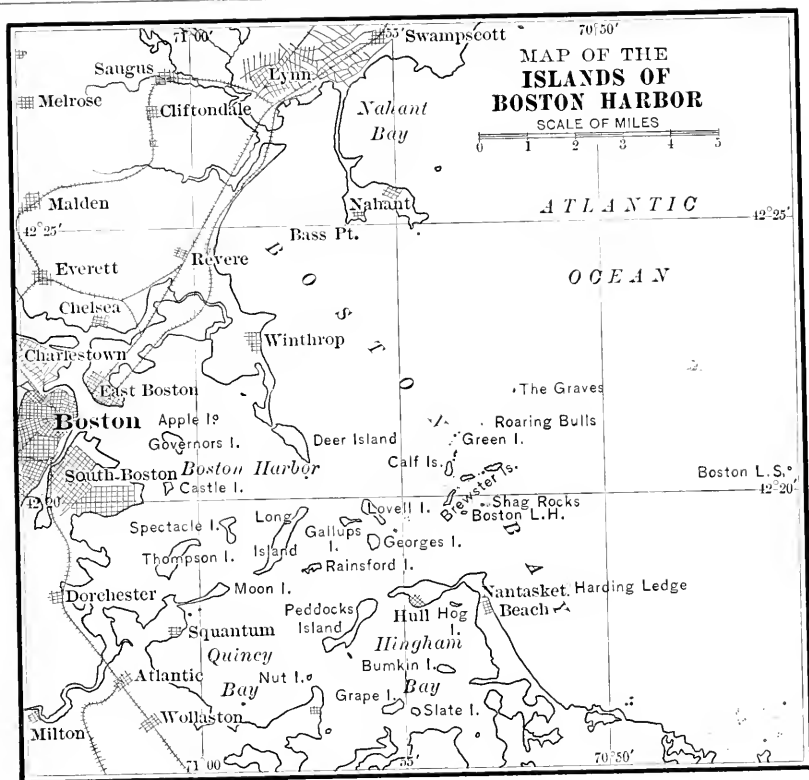 71° 00'
55'
70° 50'
Swampscott
MAP OF THE
ISLANDS OF
BOSTON HARBOR
SCALE OF MILES
0 1 2 3 4 5
Saugus
Lynn
Melrose
Cliftondale
Nahant
Bay
Malden
Nahant
ATLANTIC
42° 25'
42° 25'
Bass Pt.
Revere
Everett
OCEAN
Chelsea
Winthrop
Charlestown
East Boston
The Graves
BOSTON BAY
Boston
Apple I.
Roaring Bulls
Governors I.
Deer Island
Green I.
South Boston
Boston Harbor
Calf Is.
Brewster Is.
Boston L.S.
Castle I.
42° 20'
42° 20'
Shag Rocks
Lovell I.
Boston L.H.
Spectacle I.
Long
Island
Gallups
I.
Georges I.
Thompson I.
Rainsford I.
Moon I.
Nantasket
Beach
Harding Ledge
Dorchester
Peddocks
Island
Hull
Hog
I.
Squantum
Hingham
Bay
Quincy
Bay
Bumkin I.
Atlantic
Nut I.
Grape I.
Slate I.
Wollaston
Milton
71° 00'
55'
70° 50'